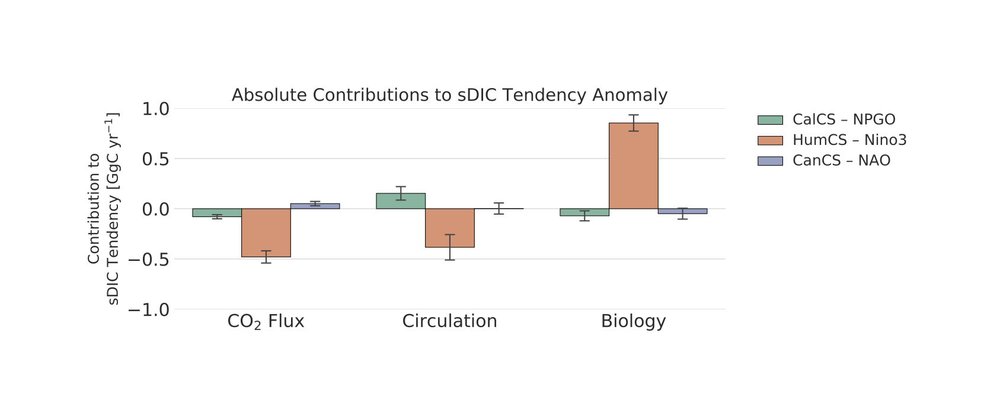 Absolute Contributions to sDIC Tendency Anomaly
Contribution to
sDIC Tendency [GgC yr⁻¹]
1.0
0.5
0.0
−0.5
−1.0
CO₂ Flux
Circulation
Biology
CalCS – NPGO
HumCS – Nino3
CanCS – NAO